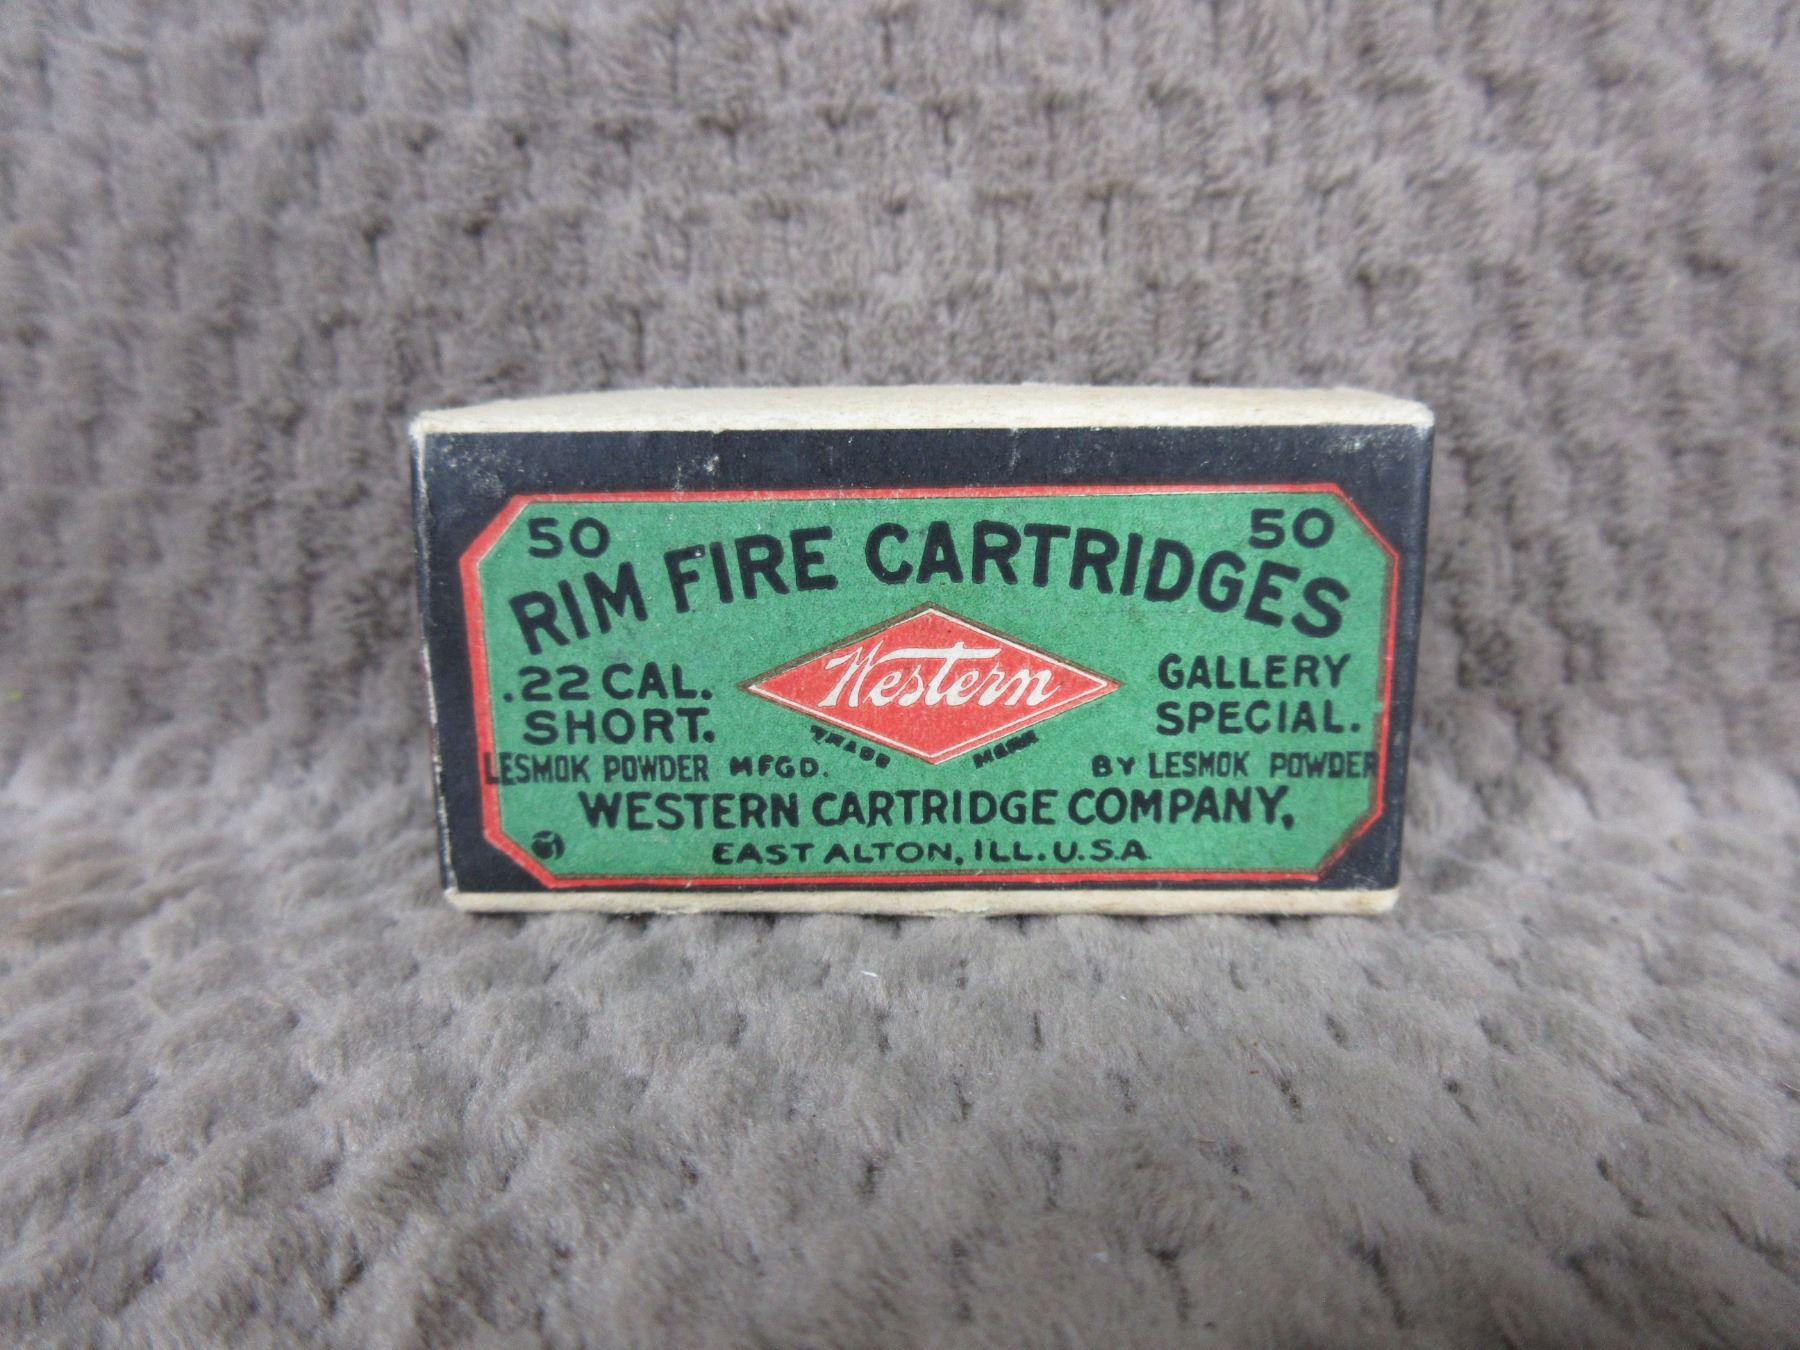 50 50
RIM FIRE CARTRIDGES
.22 CAL.
SHORT.
Western
TRADE MARK
GALLERY
SPECIAL.
LESMOK POWDER MFGD. BY LESMOK POWDER
WESTERN CARTRIDGE COMPANY,
EAST ALTON, ILL. U.S.A.